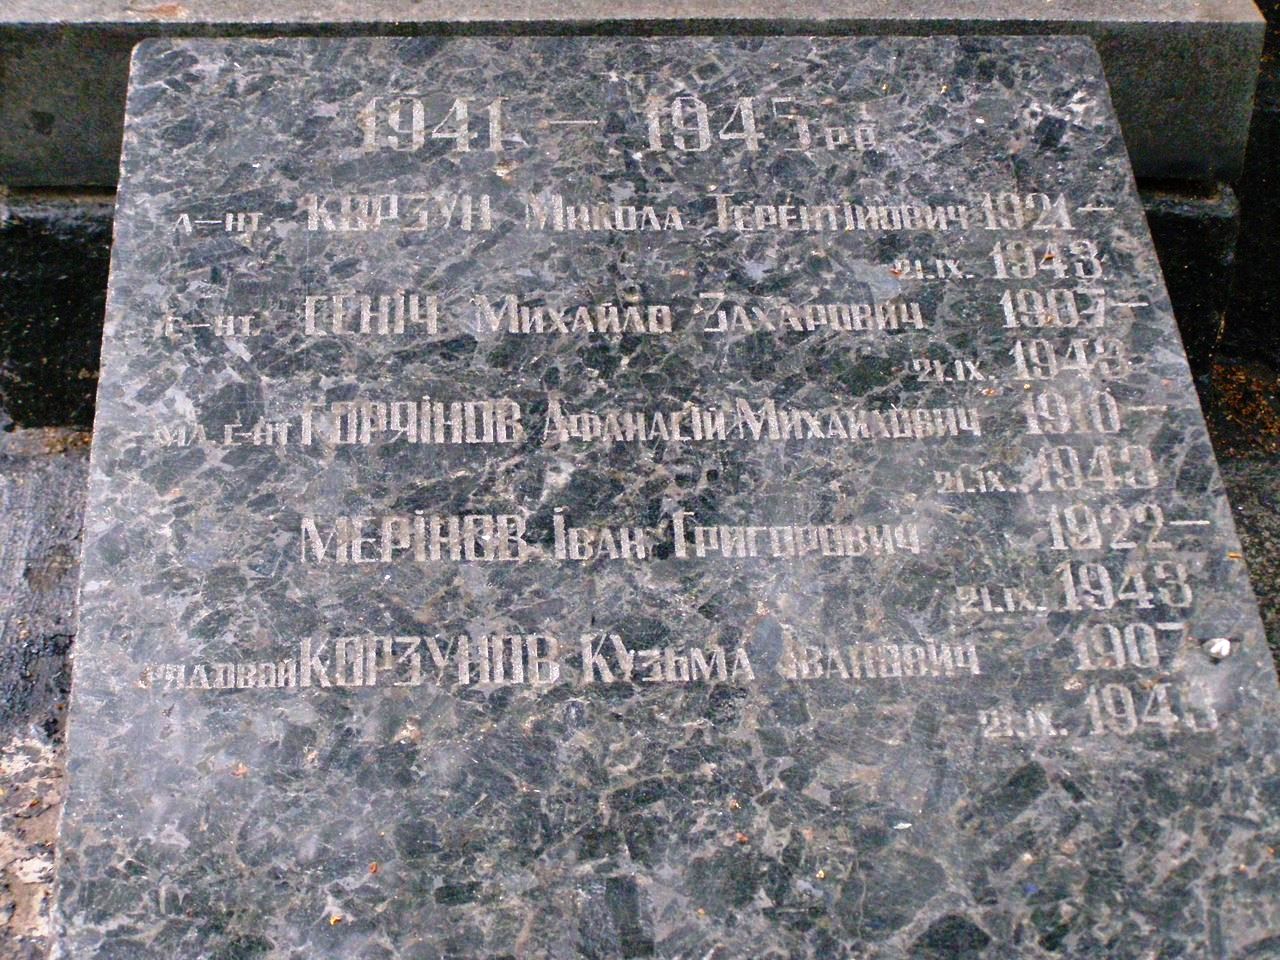 1941 – 1945 рр.
л-нт. КОРЗУН Микола Терентійович 1921 –
21.IX. 1943
с-нт. ГЕНІЧ Михайло Захарович 1907 –
21.IX. 1943
мл. с-нт ГОРЧІНОВ Афанасій Михайлович 1910 –
21.IX. 1943
МЕРІНОВ Іван Григорович 1922 –
21.IX. 1943
рядовой КОРЗУНОВ Кузьма Іванович 1907 –
21.IX. 1943